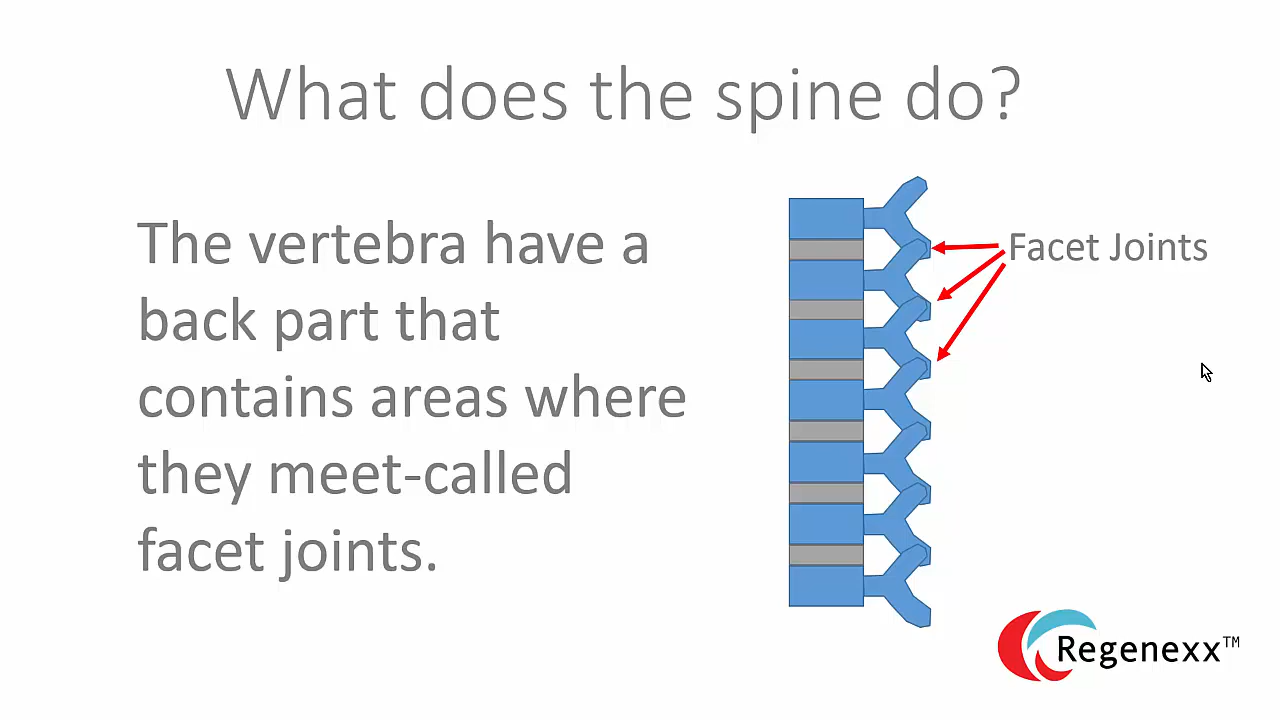 What does the spine do?
The vertebra have a
back part that
contains areas where
they meet-called
facet joints.
Facet Joints
Regenexx™